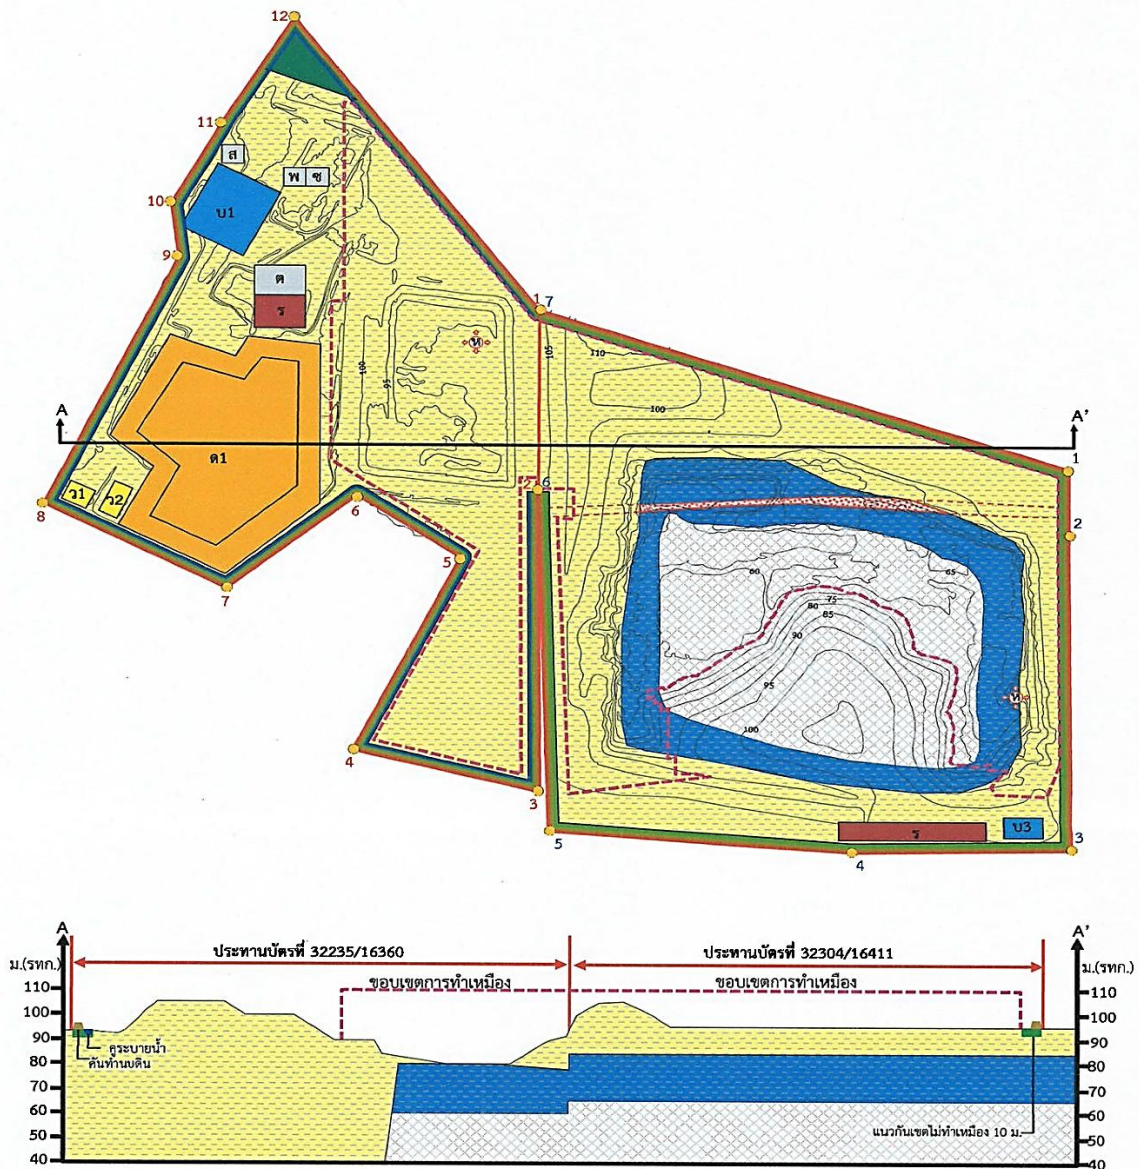 12
11
ส
พ ช
10
บ1
9
ต
ร
1 7
ท
105
110
100
95
100
A
A'
ด1
1
ว1 ว2
2 6
8
6
2
5
7
60
65
75
80
85
90
95
ท
100
4
3
ร
บ3
5
4
3
A
A'
ประทานบัตรที่ 32235/16360
ประทานบัตรที่ 32304/16411
ม.(รทก.)
ม.(รทก.)
ขอบเขตการทำเหมือง
ขอบเขตการทำเหมือง
110
110
100
100
90
90
คูระบายน้ำ
คันทำนบดิน
80
80
70
70
60
60
แนวกันเขตไม่ทำเหมือง 10 ม.
50
50
40
40